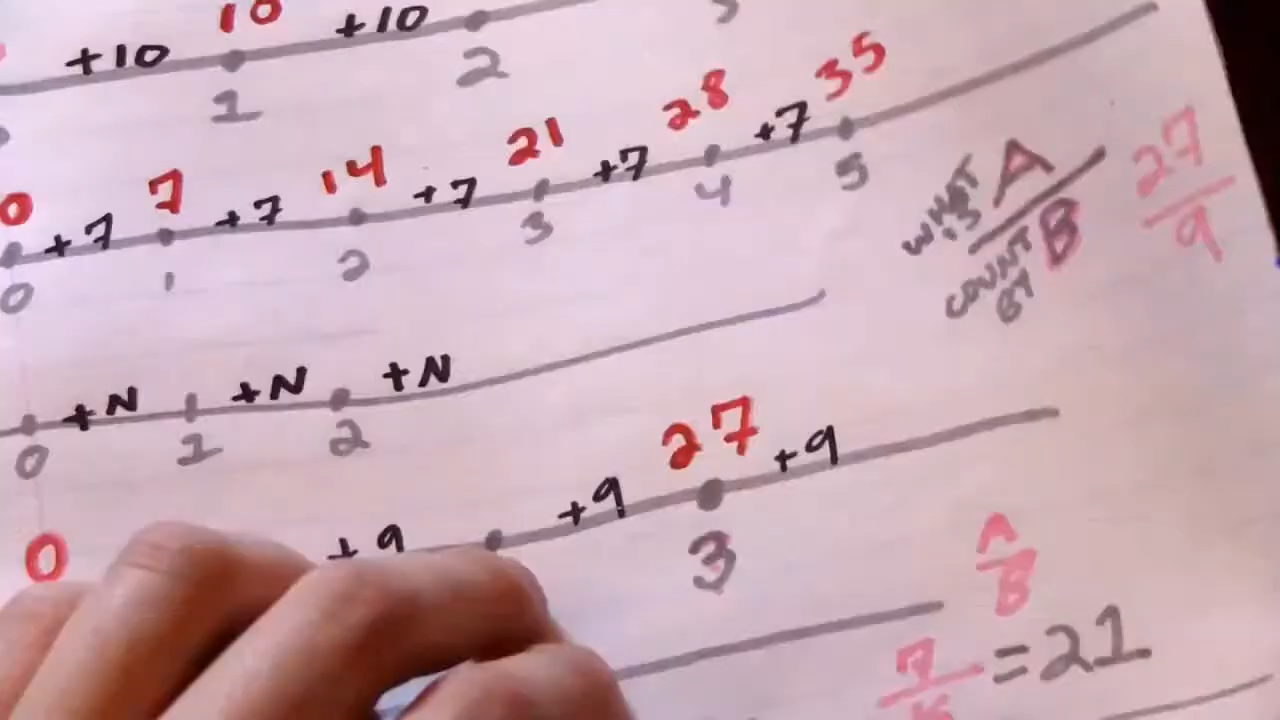 +10 10 +10
1 2
0 +7 7 +7 14 +7 21 +7 28 +7 35
0 1 2 3 4 5
WHAT IS A
COUNT BY B
27
9
+N +N +N
0 1 2
0 +9 +9 27 +9
3
A
B
7
= 21